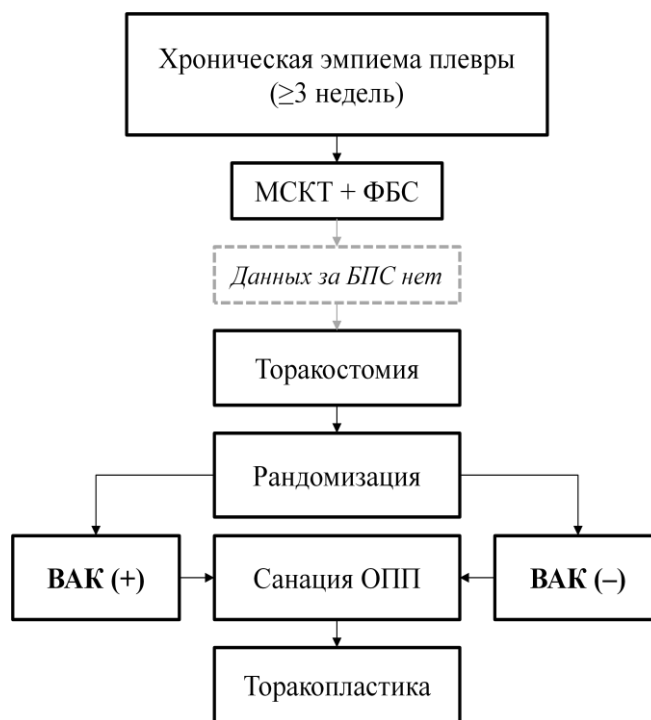 Хроническая эмпиема плевры
(≥3 недель)
МСКТ + ФБС
Данных за БПС нет
Торакостомия
Рандомизация
ВАК (+)
Санация ОПП
ВАК (–)
Торакопластика